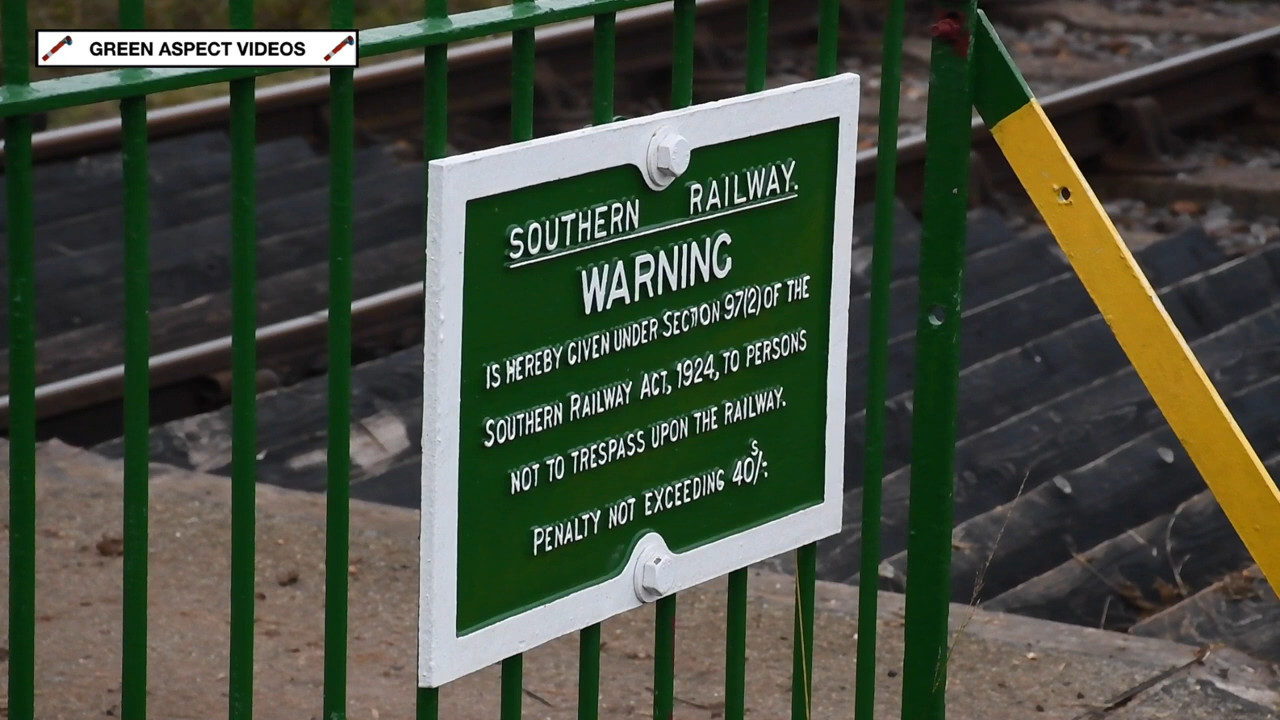 GREEN ASPECT VIDEOS
SOUTHERN RAILWAY.
WARNING
IS HEREBY GIVEN UNDER SECTION 97(2) OF THE
SOUTHERN RAILWAY ACT, 1924, TO PERSONS
NOT TO TRESPASS UPON THE RAILWAY.
PENALTY NOT EXCEEDING 40S/: